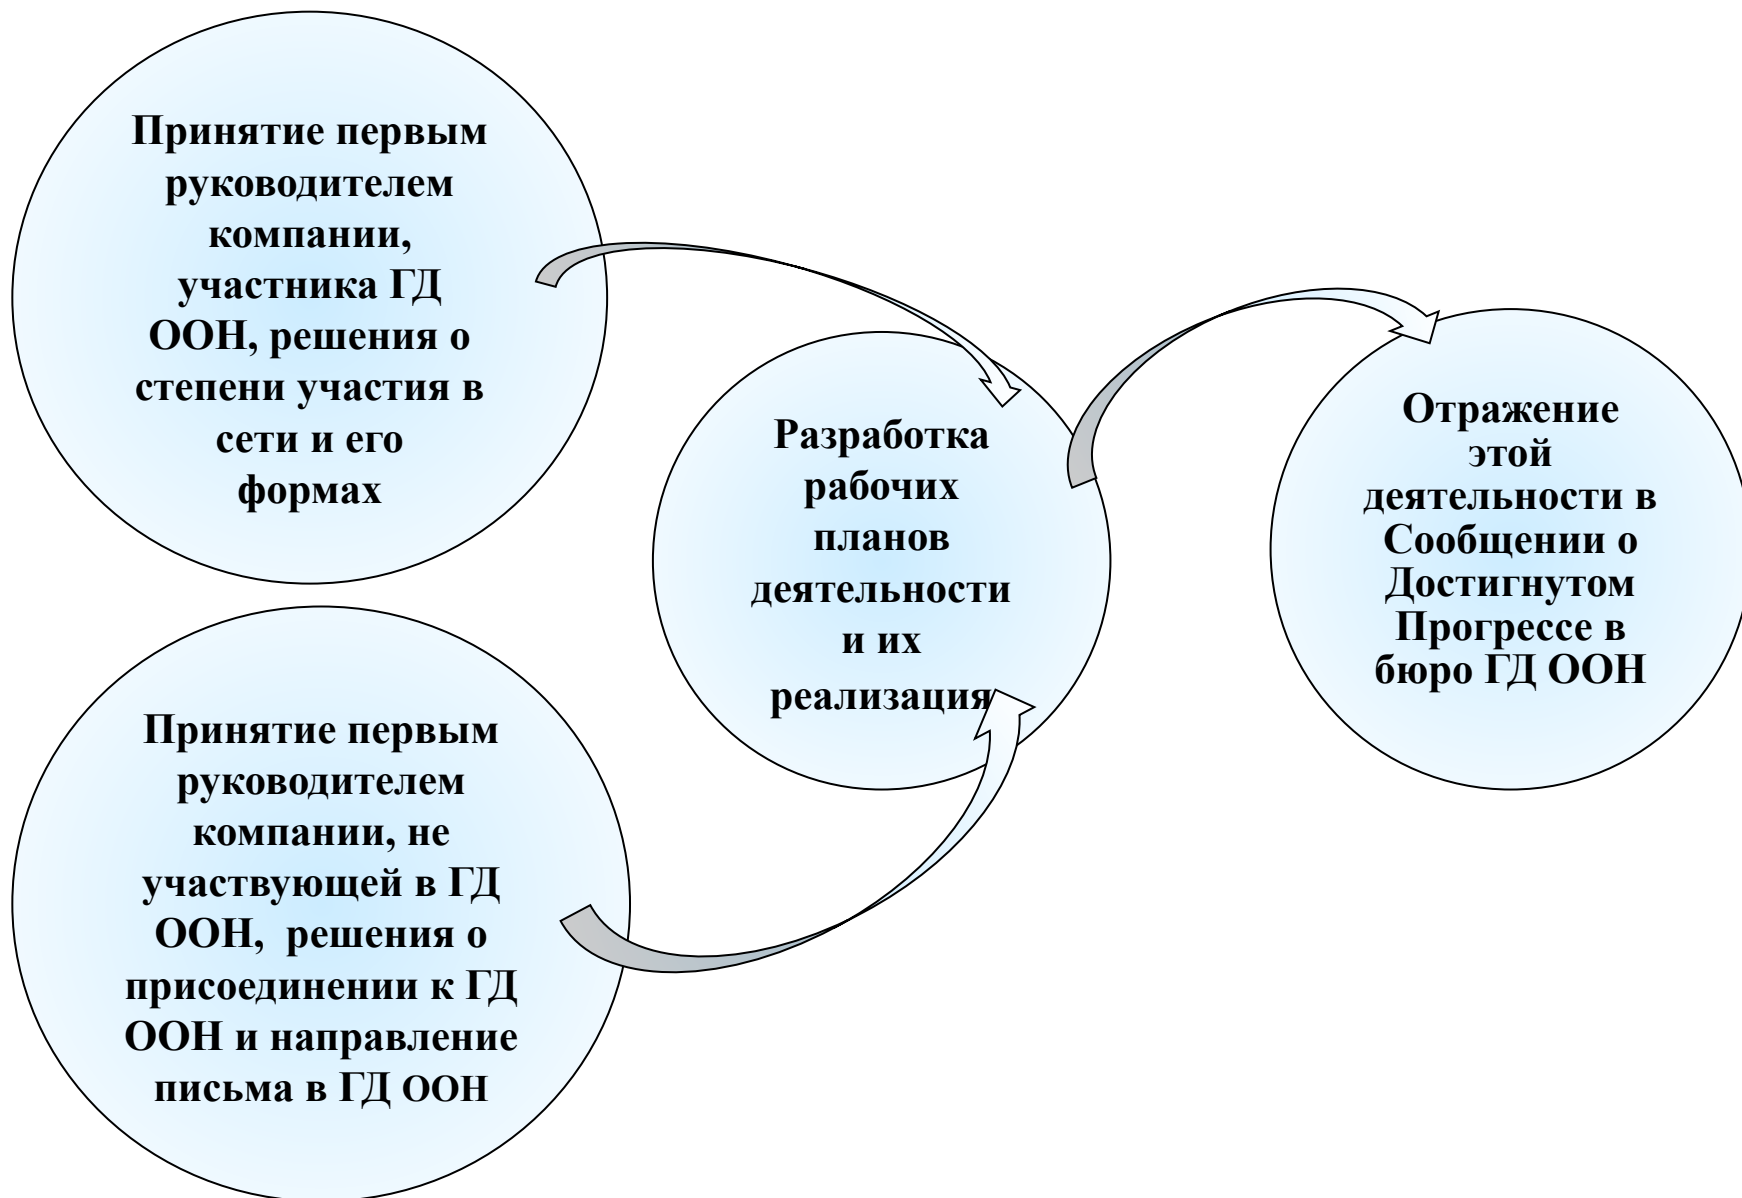 Принятие первым
руководителем
компании,
участника ГД
ООН, решения о
степени участия в
сети и его
формах
Принятие первым
руководителем
компании, не
участвующей в ГД
ООН, решения о
присоединении к ГД
ООН и направление
письма в ГД ООН
Разработка
рабочих
планов
деятельности
и их
реализация
Отражение
этой
деятельности в
Сообщении о
Достигнутом
Прогрессе в
бюро ГД ООН